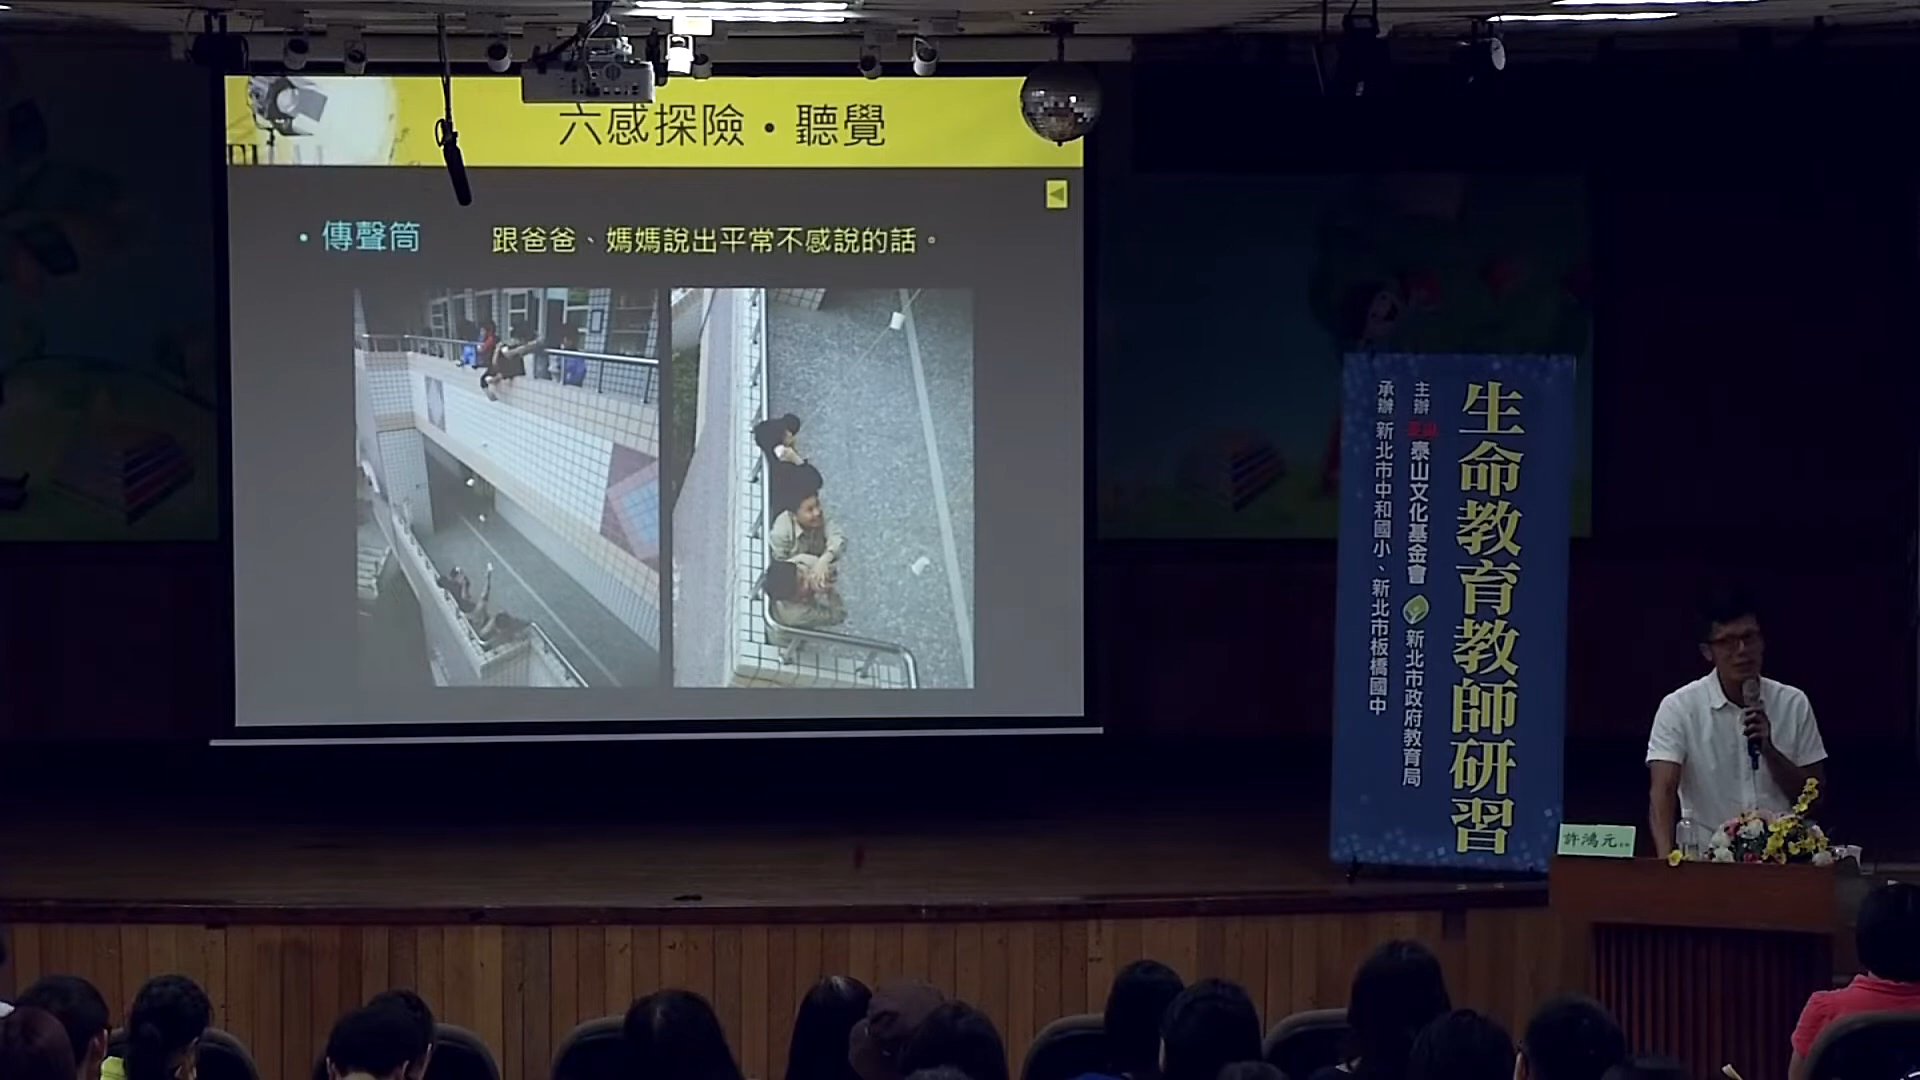 六感探險・聽覺
・傳聲筒
跟爸爸、媽媽說出平常不感說的話。
生命教育教師研習
主辦 泰山文化基金會 新北市政府教育局
承辦 新北市中和國小、新北市板橋國中
許鴻元